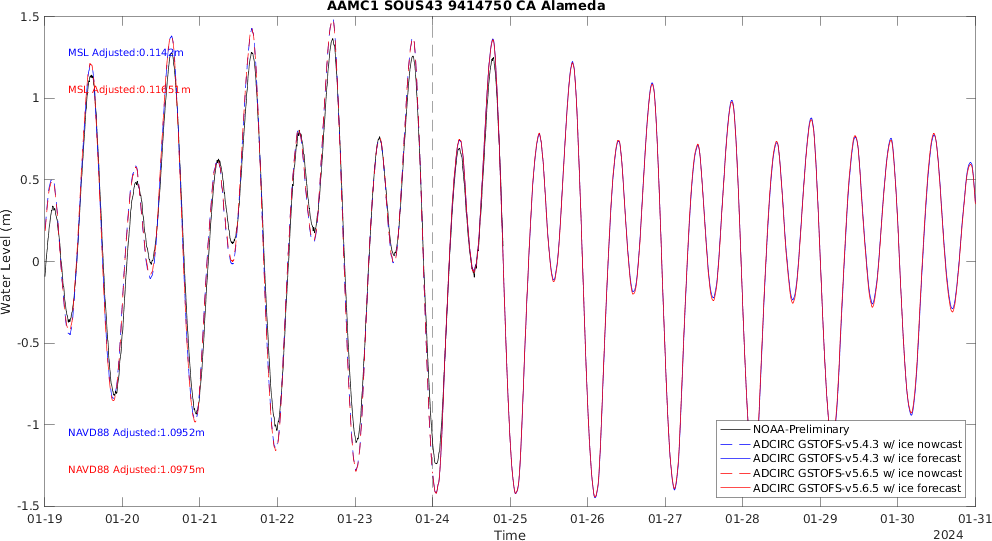 AAMC1 SOUS43 9414750 CA Alameda
1.5
MSL Adjusted:0.1142m
MSL Adjusted:0.11651m
1
0.5
0
-0.5
-1
-1.5
Water Level (m)
NAVD88 Adjusted:1.0952m
NAVD88 Adjusted:1.0975m
NOAA-Preliminary
ADCIRC GSTOFS-v5.4.3 w/ ice nowcast
ADCIRC GSTOFS-v5.4.3 w/ ice forecast
ADCIRC GSTOFS-v5.6.5 w/ ice nowcast
ADCIRC GSTOFS-v5.6.5 w/ ice forecast
01-19 01-20 01-21 01-22 01-23 01-24 01-25 01-26 01-27 01-28 01-29 01-30 01-31
Time
2024